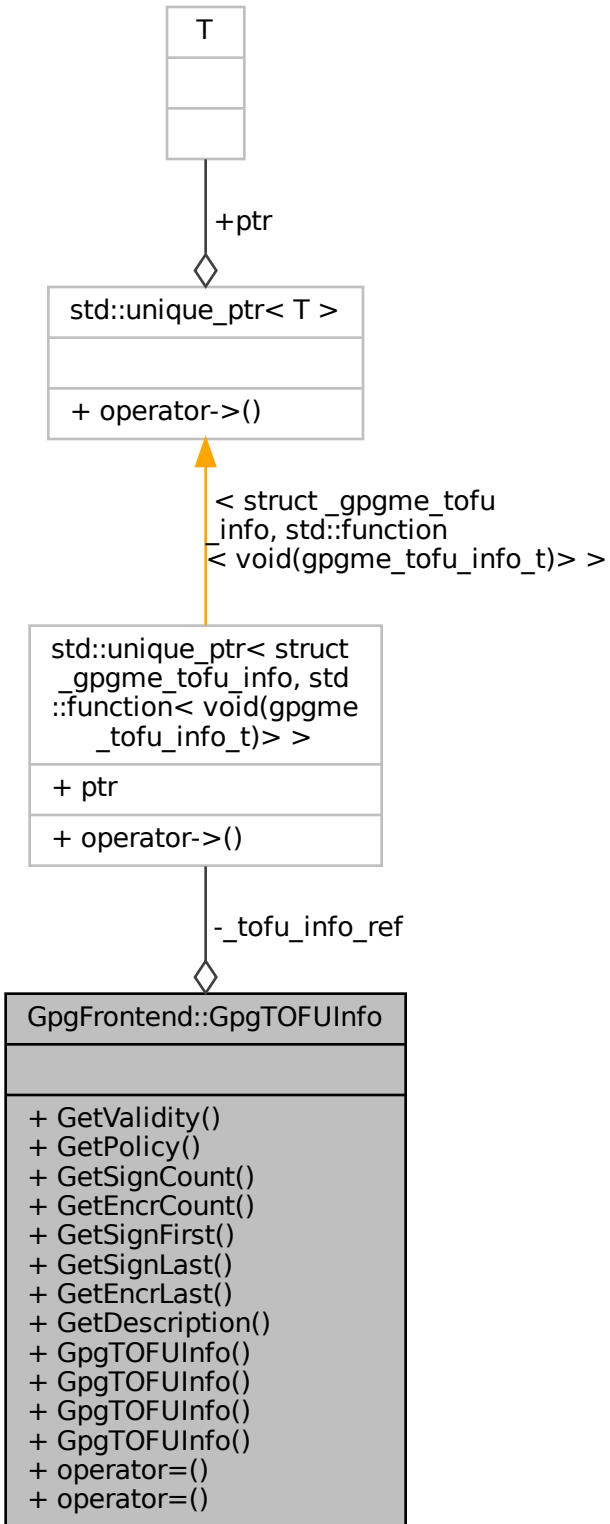 T
+ptr
std::unique_ptr< T >
+ operator->()
< struct _gpgme_tofu
_info, std::function
< void(gpgme_tofu_info_t)> >
std::unique_ptr< struct
_gpgme_tofu_info, std
::function< void(gpgme
_tofu_info_t)> >
+ ptr
+ operator->()
-_tofu_info_ref
GpgFrontend::GpgTOFUInfo
+ GetValidity()
+ GetPolicy()
+ GetSignCount()
+ GetEncrCount()
+ GetSignFirst()
+ GetSignLast()
+ GetEncrLast()
+ GetDescription()
+ GpgTOFUInfo()
+ GpgTOFUInfo()
+ GpgTOFUInfo()
+ GpgTOFUInfo()
+ operator=()
+ operator=()